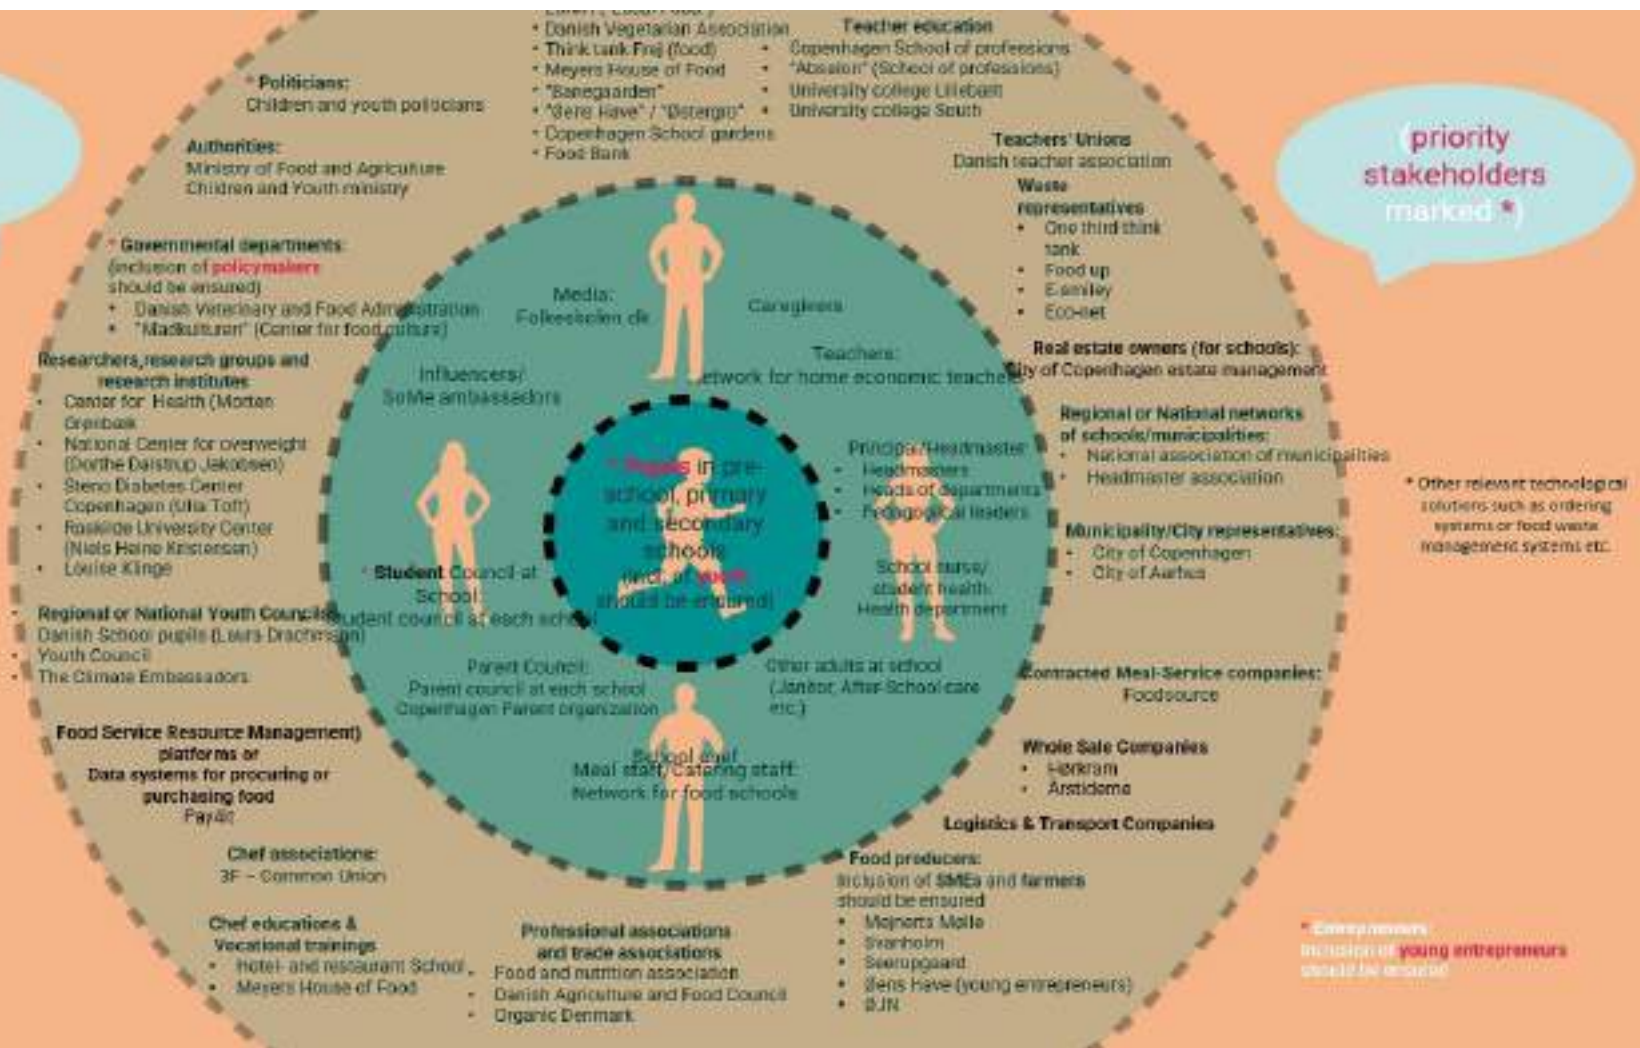 • Danish Vegetarian Association
• Think tank Frej (food)
• Meyers House of Food
• "Banegaarden"
• "Øens Have" / "Østergro"
• Copenhagen School gardens
• Food Bank
Teacher education
• Copenhagen School of professions
• "Absalon" (School of professions)
• University college Lillebælt
• University college South
* Politicians:
Children and youth politicians
Authorities:
Ministry of Food and Agriculture
Children and Youth ministry
Teachers' Unions
Danish teacher association
Waste
representatives
• One third think
tank
• Food up
• E-smiley
• Eco-net
(priority
stakeholders
marked *)
* Governmental departments:
(inclusion of policymakers
should be ensured)
• Danish Veterinary and Food Administration
• "Madkulturen" (Center for food culture)
Media:
Folkeskolen.dk
Caregivers
Teachers:
Network for home economic teachers
Influencers/
SoMe ambassadors
Real estate owners (for schools):
City of Copenhagen estate management
Researchers, research groups and
research institutes
• Center for Health (Morten
Grønbæk
• National Center for overweight
(Dorthe Dalstrup Jakobsen)
• Steno Diabetes Center
Copenhagen (Ulla Toft)
• Roskilde University Center
(Niels Heine Kristensen)
• Louise Klinge
Regional or National networks
of schools/municipalities:
• National association of municipalities
• Headmaster association
Principal/Headmaster
• Headmasters
• Heads of departments
• Pedagogical leaders
* Pupils in pre-
school, primary
and secondary
schools
(incl. of youth
should be ensured)
* Other relevant technological
solutions such as ordering
systems or food waste
management systems etc.
Municipality/City representatives:
• City of Copenhagen
• City of Aarhus
School nurse/
student health:
Health department
* Student Council at
School:
Student council at each school
• Regional or National Youth Councils
Danish School pupils (Laura Drachmann)
• Youth Council
• The Climate Embassadors
Parent Council:
Parent council at each school
Copenhagen Parent organization
Other adults at school
(Janitor, After-School care
etc.)
Contracted Meal-Service companies:
Foodsource
Food Service Resource Management)
platforms or
Data systems for procuring or
purchasing food
School chef
Meal staff/Catering staff:
Network for food schools
Whole Sale Companies
• Hørkram
• Årstiderne
Logistics & Transport Companies
Chef associations:
3F – Common Union
Food producers:
Inclusion of SMEs and farmers
should be ensured
• Mejnerts Mølle
• Svanholm
• Seerupgaard
• Øens Have (young entrepreneurs)
• ØJN
Chef educations &
Vocational trainings
• Hotel- and restaurant School
• Meyers House of Food
Professional associations
and trade associations
• Food and nutrition association
• Danish Agriculture and Food Council
• Organic Denmark
* Entrepreneurs:
Inclusion of young entrepreneurs
should be ensured